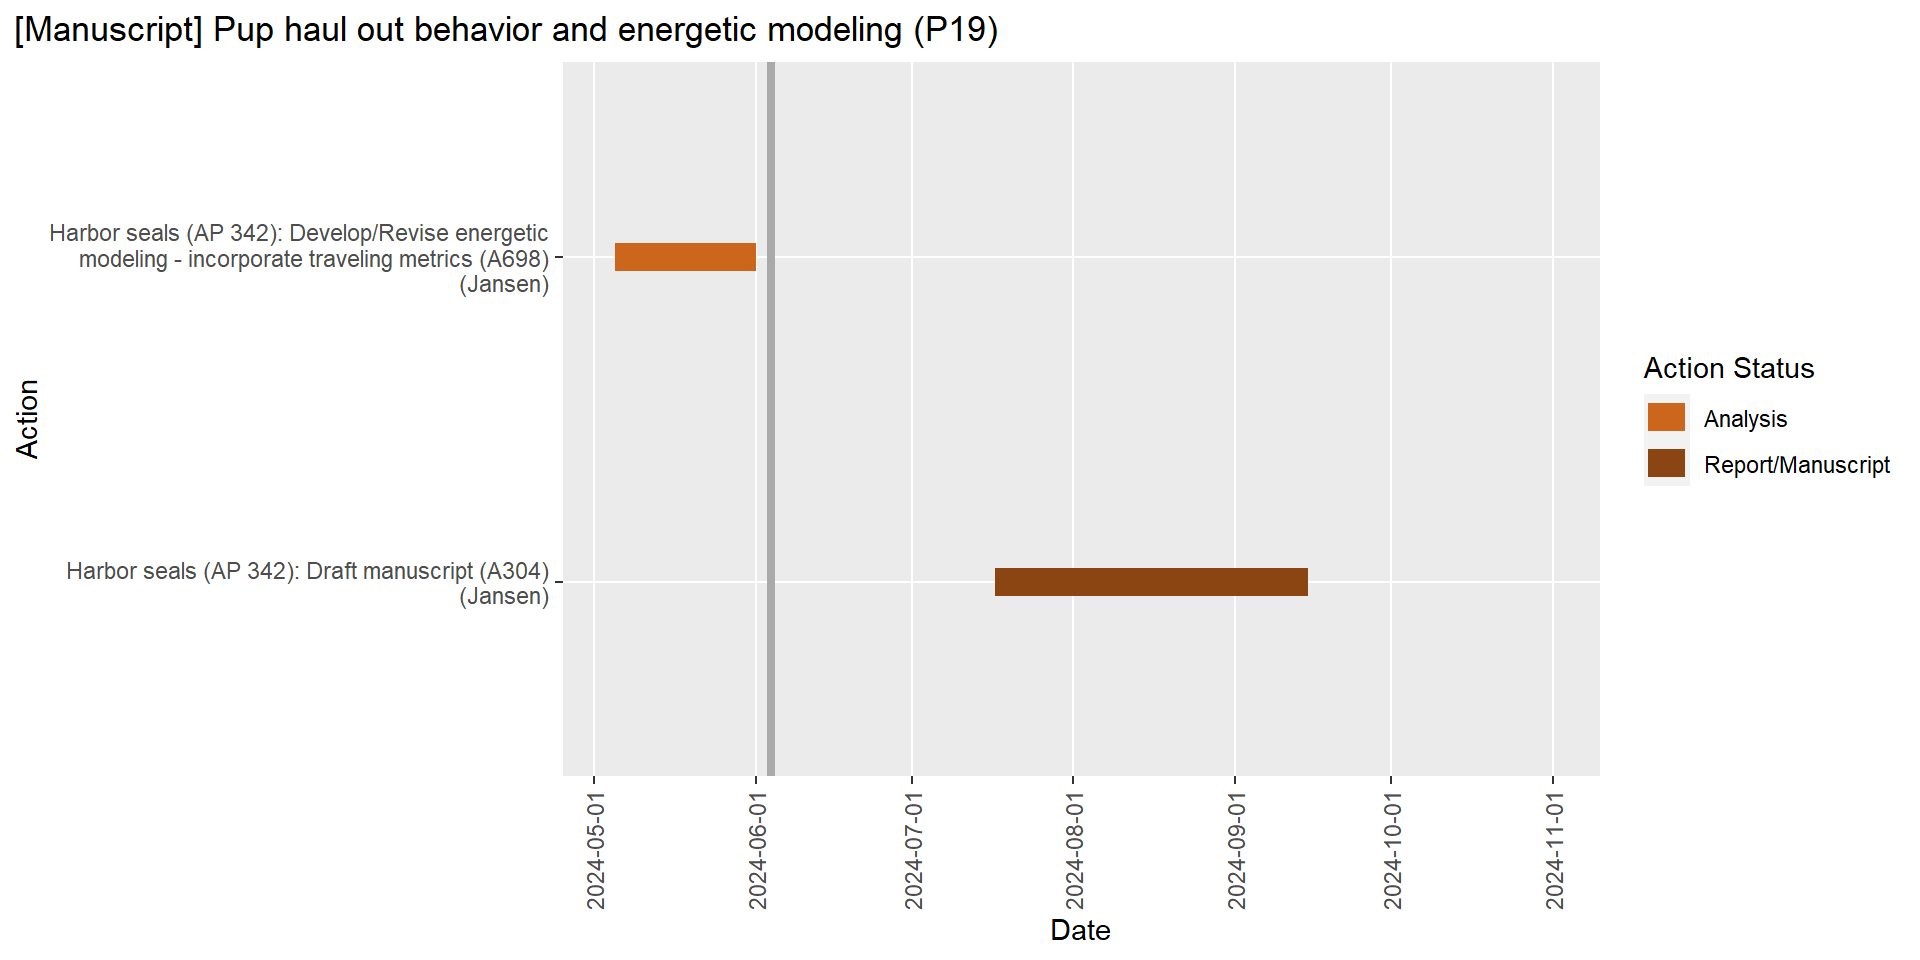 [Manuscript] Pup haul out behavior and energetic modeling (P19)
Harbor seals (AP 342): Develop/Revise energetic
modeling - incorporate traveling metrics (A698)
(Jansen)
Action
Harbor seals (AP 342): Draft manuscript (A304)
(Jansen)
2024-05-01
2024-06-01
2024-07-01
2024-08-01
2024-09-01
2024-10-01
2024-11-01
Date
Action Status
Analysis
Report/Manuscript